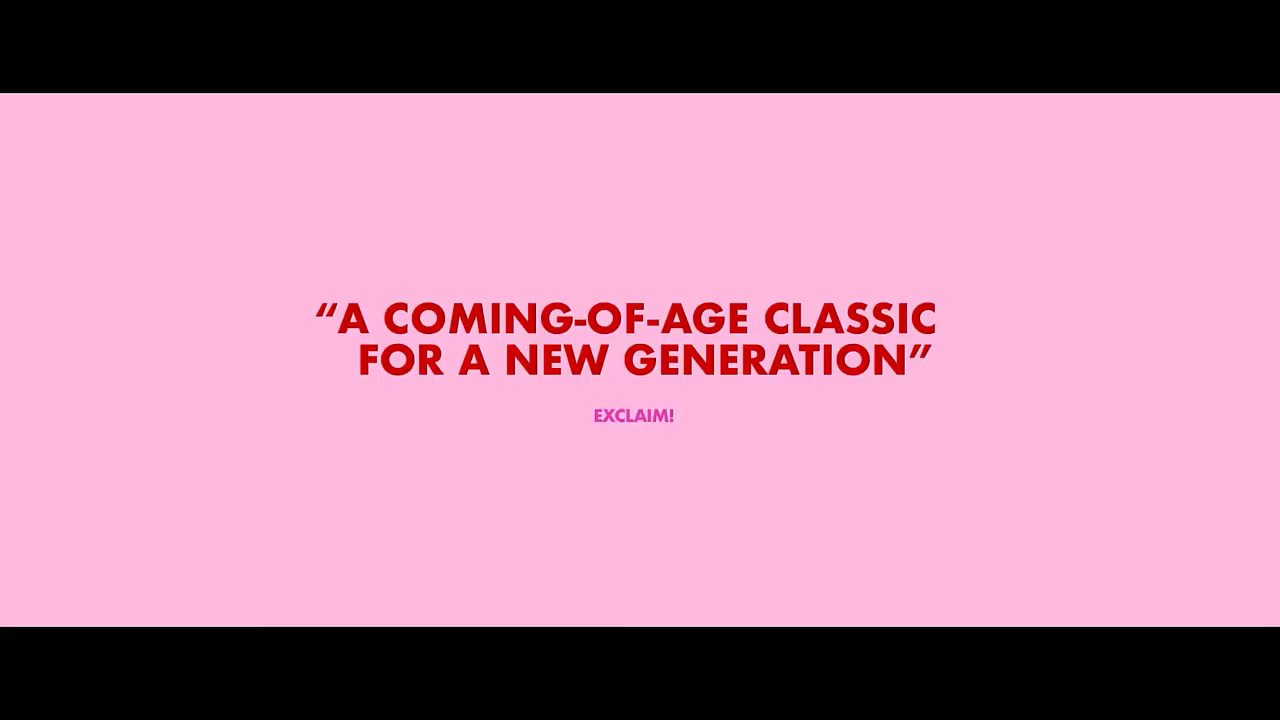 “A COMING-OF-AGE CLASSIC
FOR A NEW GENERATION”
EXCLAIM!